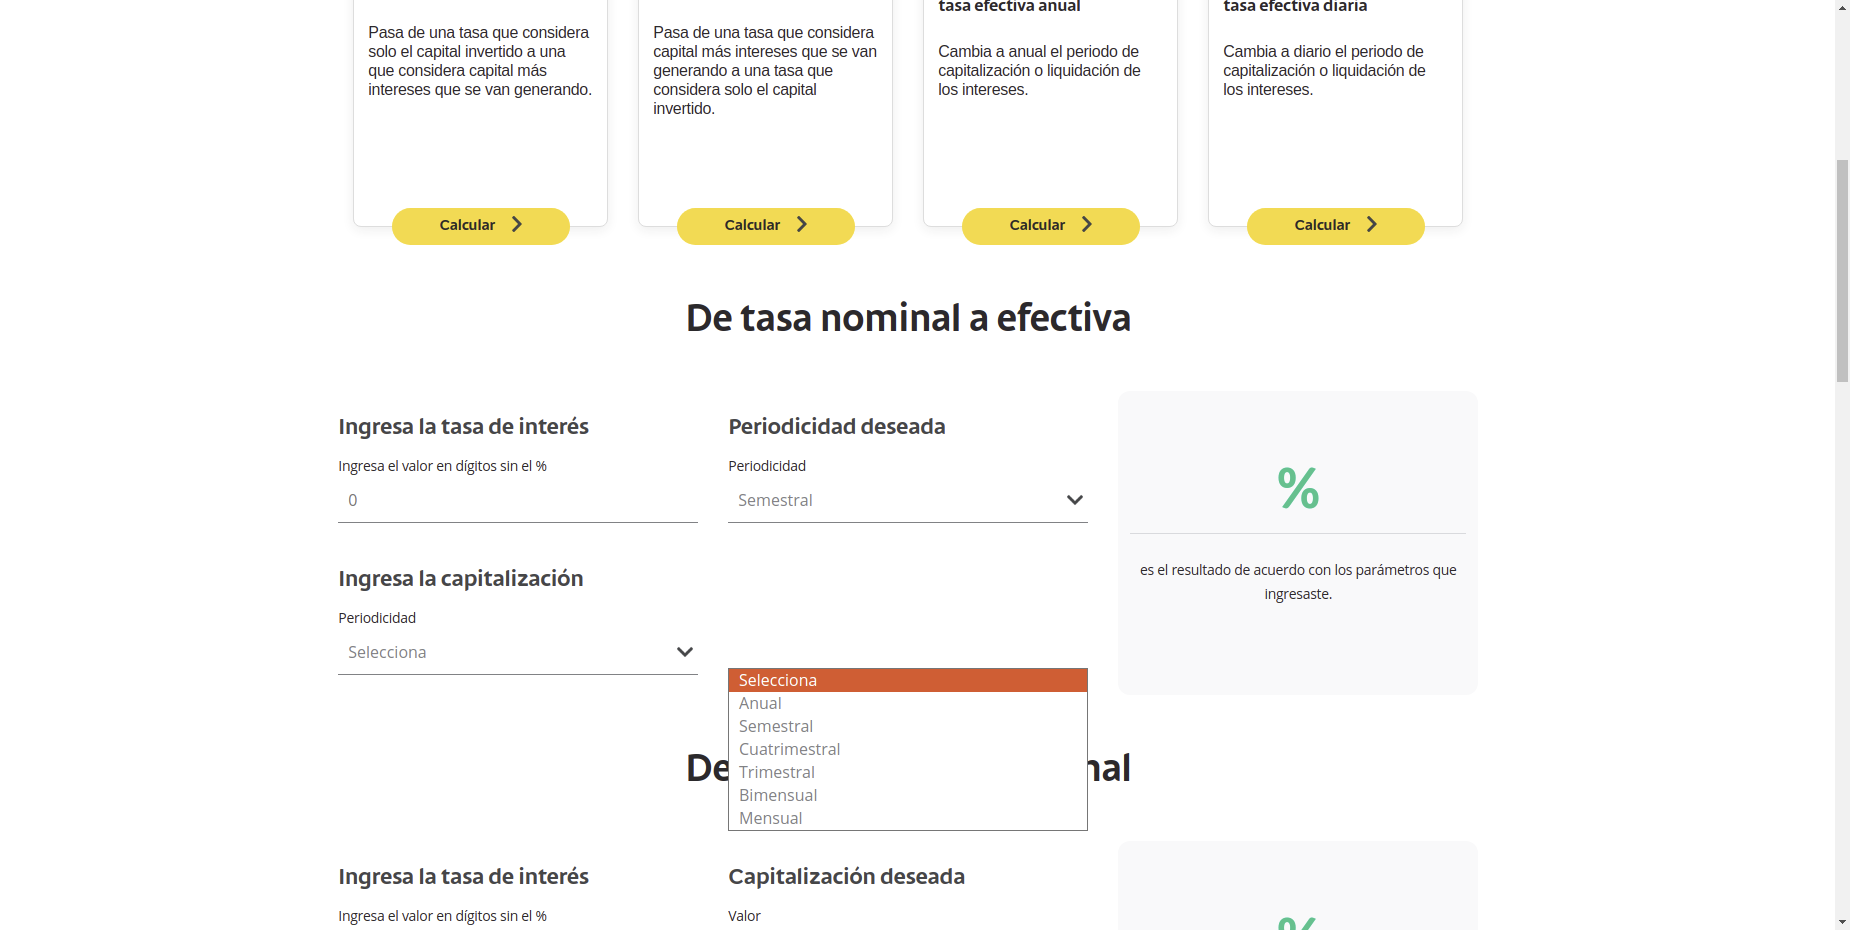 tasa efectiva anual
tasa efectiva diaria
Pasa de una tasa que considera
solo el capital invertido a una
que considera capital más
intereses que se van generando.
Pasa de una tasa que considera
capital más intereses que se van
generando a una tasa que
considera solo el capital
invertido.
Cambia a anual el periodo de
capitalización o liquidación de
los intereses.
Cambia a diario el periodo de
capitalización o liquidación de
los intereses.
Calcular
Calcular
Calcular
Calcular
De tasa nominal a efectiva
Ingresa la tasa de interés
Ingresa el valor en dígitos sin el %
0
Periodicidad deseada
Periodicidad
Semestral
%
es el resultado de acuerdo con los parámetros que
ingresaste.
Ingresa la capitalización
Periodicidad
Selecciona
Selecciona
Anual
Semestral
Cuatrimestral
Trimestral
Bimensual
Mensual
De
nal
Ingresa la tasa de interés
Ingresa el valor en dígitos sin el %
Capitalización deseada
Valor
%